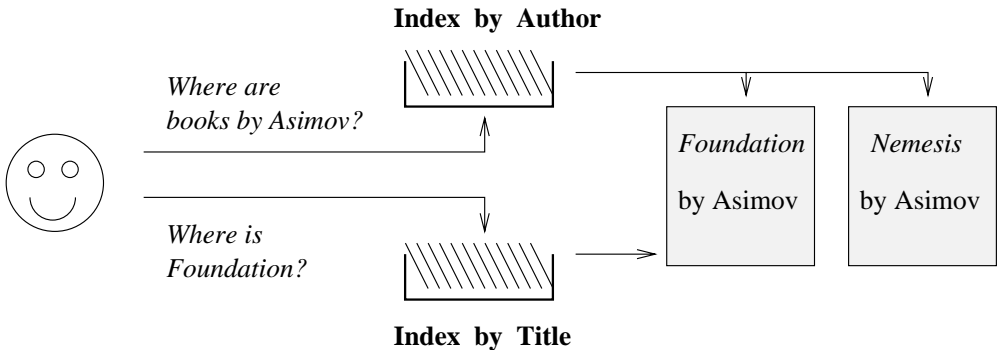 Index by Author
Where are
books by Asimov?
Foundation
by Asimov
Nemesis
by Asimov
Where is
Foundation?
Index by Title